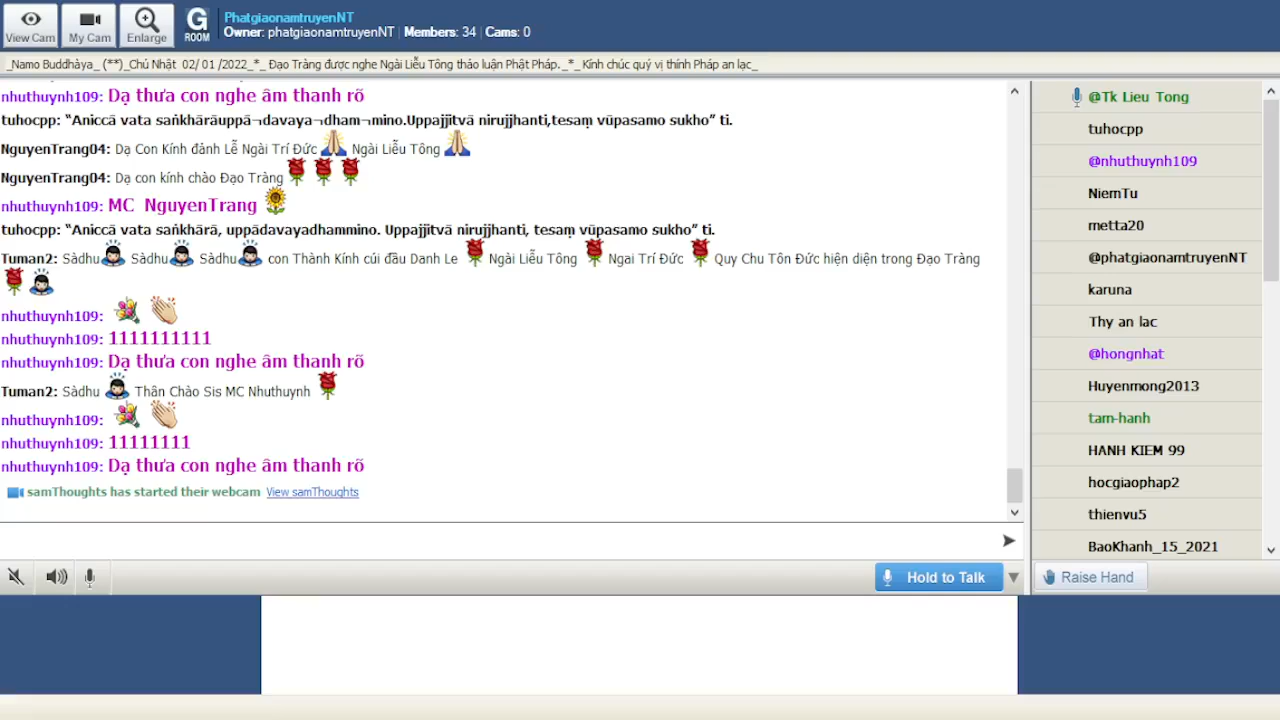 PhatgiaonamtruyenNT
Owner: phatgiaonamtruyenNT | Members: 34 | Cams: 0
View Cam
My Cam
Enlarge
G
ROOM
_Namo Buddhàya_ (**)_Chủ Nhật 02/ 01 /2022_*_ Đạo Tràng được nghe Ngài Liễu Tông thảo luận Phật Pháp._*_ Kính chúc quý vị thính Pháp an lạc_
nhuthuynh109: Dạ thưa con nghe âm thanh rõ
tuhocpp: “Aniccā vata saṅkhārāuppā¬davaya¬dham¬mino.Uppajjitvā nirujjhanti,tesaṃ vūpasamo sukho” ti.
NguyenTrang04: Dạ Con Kính đảnh Lễ Ngài Trí Đức 🙏 Ngài Liễu Tông 🙏
NguyenTrang04: Dạ con kính chào Đạo Tràng 🌹 🌹 🌹
nhuthuynh109: MC NguyenTrang 🌻
tuhocpp: “Aniccā vata saṅkhārā, uppādavayadhammino. Uppajjitvā nirujjhanti, tesaṃ vūpasamo sukho” ti.
Tuman2: Sàdhu🙇 Sàdhu🙇 Sàdhu🙇 con Thành Kính cúi đầu Danh Le 🌹 Ngài Liễu Tông 🌹 Ngai Trí Đức 🌹 Quy Chu Tôn Đức hiện diện trong Đạo Tràng
🌹 🙇
nhuthuynh109: 💐 👏
nhuthuynh109: 1111111111
nhuthuynh109: Dạ thưa con nghe âm thanh rõ
Tuman2: Sàdhu 🙇 Thân Chào Sis MC Nhuthuynh 🌹
nhuthuynh109: 💐 👏
nhuthuynh109: 11111111
nhuthuynh109: Dạ thưa con nghe âm thanh rõ
samThoughts has started their webcam View samThoughts
Hold to Talk
@Tk Lieu Tong
tuhocpp
@nhuthuynh109
NiemTu
metta20
@phatgiaonamtruyenNT
karuna
Thy an lac
@hongnhat
Huyenmong2013
tam-hanh
HANH KIEM 99
hocgiaophap2
thienvu5
BaoKhanh_15_2021
Raise Hand